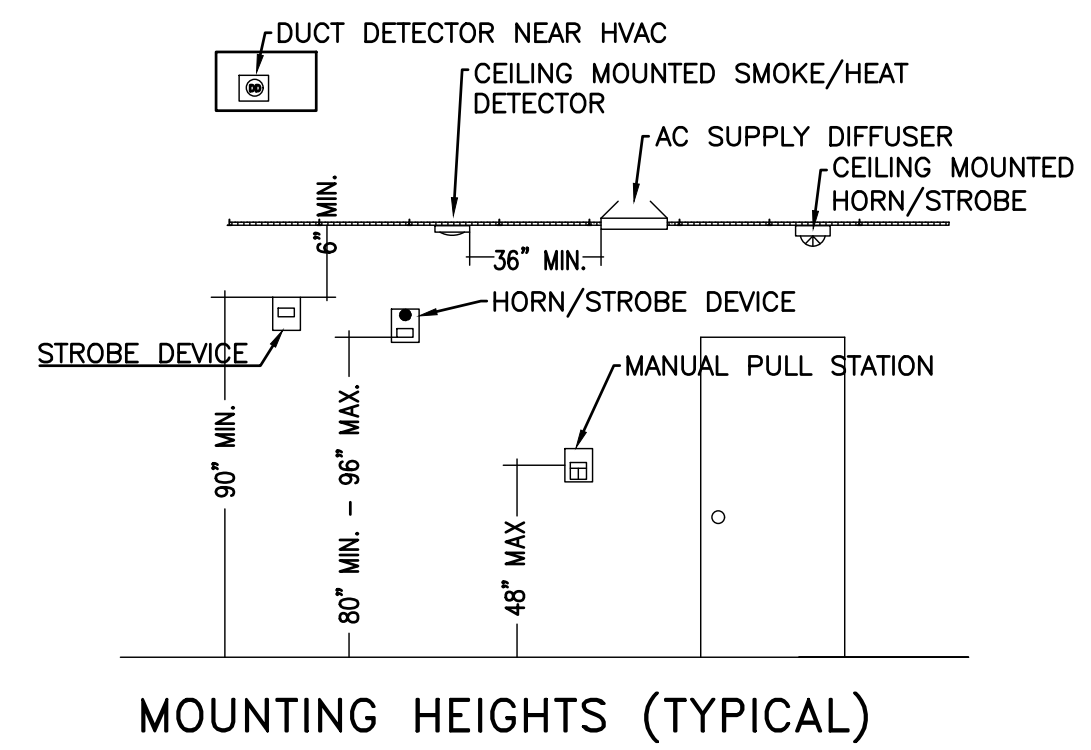 DUCT DETECTOR NEAR HVAC
DD
CEILING MOUNTED SMOKE/HEAT
DETECTOR
AC SUPPLY DIFFUSER
CEILING MOUNTED
HORN/STROBE
6" MIN.
36" MIN.
HORN/STROBE DEVICE
STROBE DEVICE
MANUAL PULL STATION
90" MIN.
80" MIN. - 96" MAX.
48" MAX
MOUNTING HEIGHTS (TYPICAL)